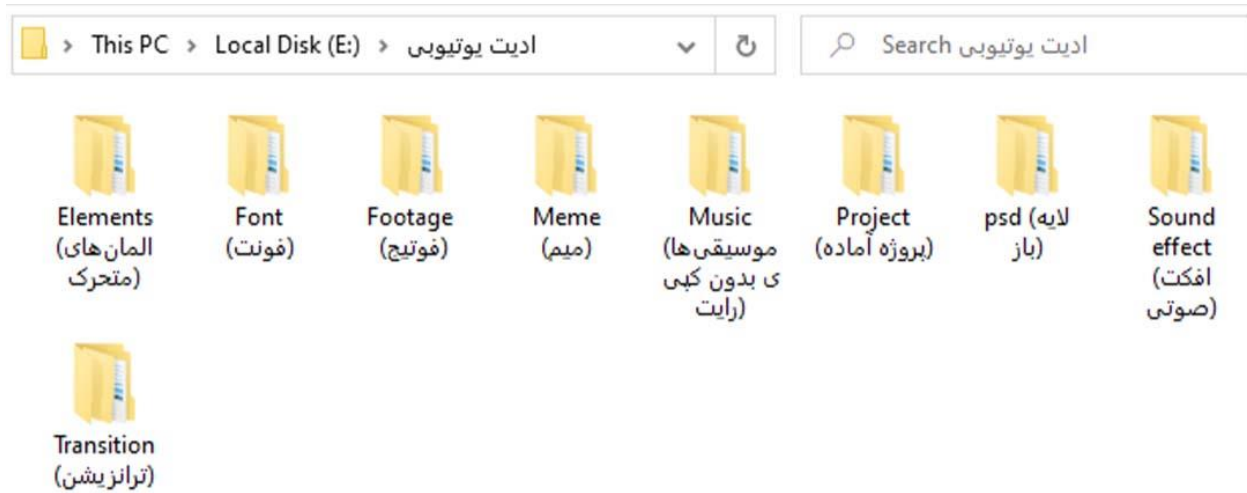 This PC > Local Disk (E:) > ادیت یوتیوبی
Search ادیت یوتیوبی
Elements
(المان‌های
متحرک)
Font
(فونت)
Footage
(فوتیج)
Meme
(میم)
Music
(موسیقی‌ها
ی بدون کپی
رایت)
Project
(پروژه آماده)
psd (لایه
باز)
Sound
effect
(افکت
صوتی)
Transition
(ترانزیشن)